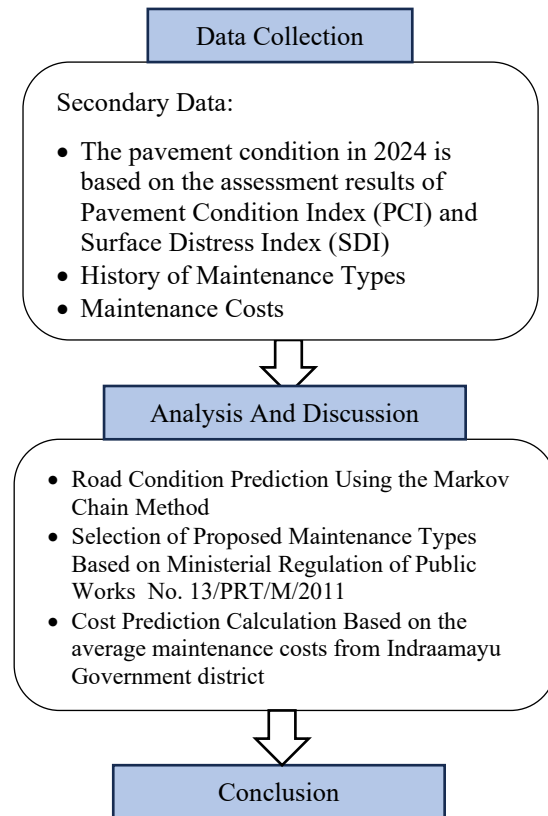 Data Collection
Secondary Data:
• The pavement condition in 2024 is
based on the assessment results of
Pavement Condition Index (PCI) and
Surface Distress Index (SDI)
• History of Maintenance Types
• Maintenance Costs
Analysis And Discussion
• Road Condition Prediction Using the Markov
Chain Method
• Selection of Proposed Maintenance Types
Based on Ministerial Regulation of Public
Works No. 13/PRT/M/2011
• Cost Prediction Calculation Based on the
average maintenance costs from Indraamayu
Government district
Conclusion